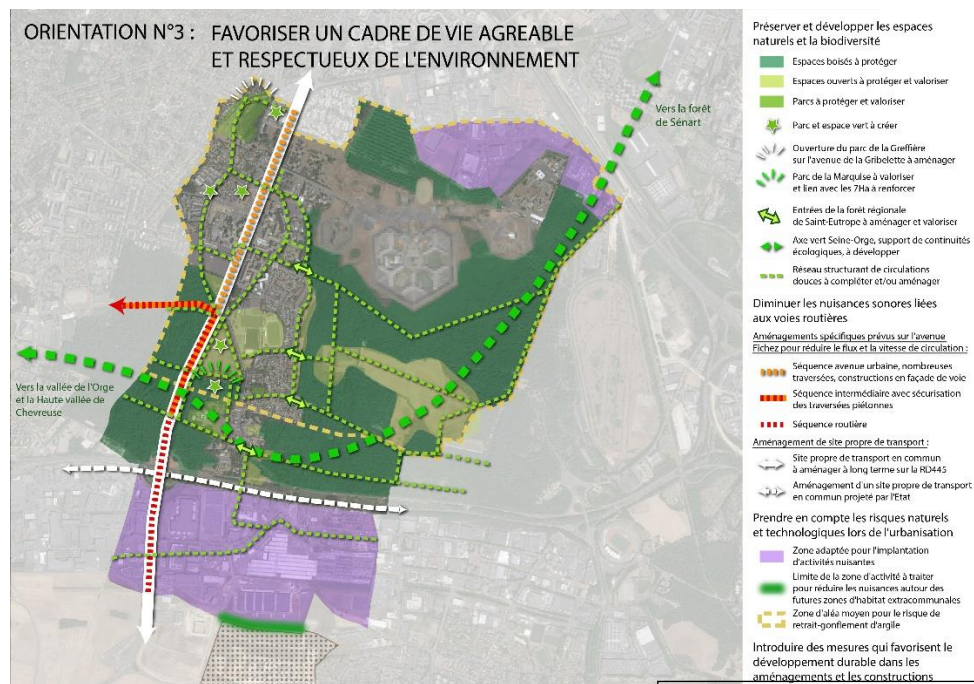 ORIENTATION N°3 : FAVORISER UN CADRE DE VIE AGREABLE
ET RESPECTUEUX DE L'ENVIRONNEMENT
Vers la forêt
de Sénart
Vers la vallée de l'Orge
et la Haute vallée de
Chevreuse
Préserver et développer les espaces
naturels et la biodiversité
Espaces boisés à protéger
Espaces ouverts à protéger et valoriser
Parcs à protéger et valoriser
Parc et espace vert à créer
Ouverture du parc de la Greffière
sur l'avenue de la Gribelette à aménager
Parc de la Marquise à valoriser
et lien avec les 7Ha à renforcer
Entrées de la forêt régionale
de Saint-Eutrope à aménager et valoriser
Axe vert Seine-Orge, support de continuités
écologiques, à développer
Réseau structurant de circulations
douces à compléter et/ou aménager
Diminuer les nuisances sonores liées
aux voies routières
Aménagements spécifiques prévus sur l'avenue
Fichez pour réduire le flux et la vitesse de circulation :
Séquence avenue urbaine, nombreuses
traversées, constructions en façade de voie
Séquence intermédiaire avec sécurisation
des traversées piétonnes
Séquence routière
Aménagement de site propre de transport :
Site propre de transport en commun
à aménager à long terme sur la RD445
Aménagement d'un site propre de transport
en commun projeté par l'Etat
Prendre en compte les risques naturels
et technologiques lors de l'urbanisation
Zone adaptée pour l'implantation
d'activités nuisantes
Limite de la zone d'activité à traiter
pour réduire les nuisances autour des
futures zones d'habitat extracommunales
Zone d'aléa moyen pour le risque de
retrait-gonflement d'argile
Introduire des mesures qui favorisent le
développement durable dans les
aménagements et les constructions